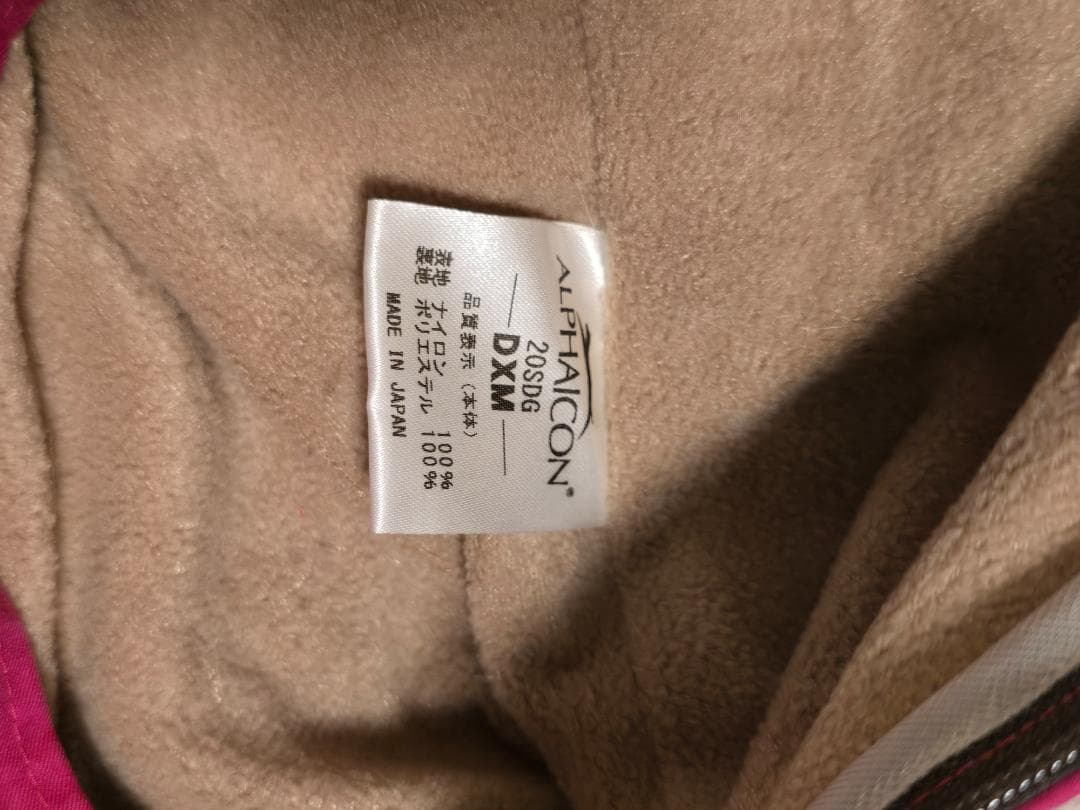 ALPHAICON®
20SDG
DXM
品質表示（本体）
表地 ナイロン 100%
裏地 ポリエステル 100%
MADE IN JAPAN